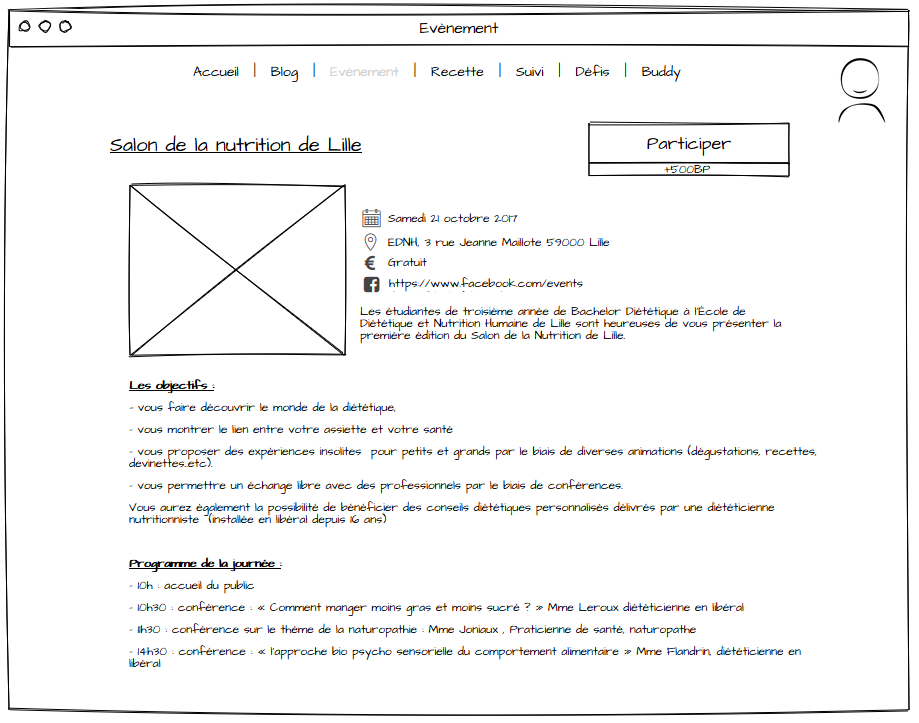 Evènement
Accueil | Blog | Evènement | Recette | Suivi | Défis | Buddy
Salon de la nutrition de Lille
Participer
+500BP
Samedi 21 octobre 2017
EDNH, 3 rue Jeanne Maillote 59000 Lille
Gratuit
https://www.facebook.com/events
Les étudiantes de troisième année de Bachelor Diététique à l'École de
Diététique et Nutrition Humaine de Lille sont heureuses de vous présenter la
première édition du Salon de la Nutrition de Lille.
Les objectifs :
- vous faire découvrir le monde de la diététique,
- vous montrer le lien entre votre assiette et votre santé
- vous proposer des expériences insolites pour petits et grands par le biais de diverses animations (dégustations, recettes,
devinettes..etc).
- vous permettre un échange libre avec des professionnels par le biais de conférences.
Vous aurez également la possibilité de bénéficier des conseils diététiques personnalisés délivrés par une diététicienne
nutritionniste (installée en libéral depuis 16 ans)
Programme de la journée :
- 10h : accueil du public
- 10h30 : conférence : « Comment manger moins gras et moins sucré ? » Mme Leroux diététicienne en libéral
- 11h30 : conférence sur le thème de la naturopathie : Mme Joniaux , Praticienne de santé, naturopathe
- 14h30 : conférence : « l'approche bio psycho sensorielle du comportement alimentaire » Mme Flandrin, diététicienne en
libéral